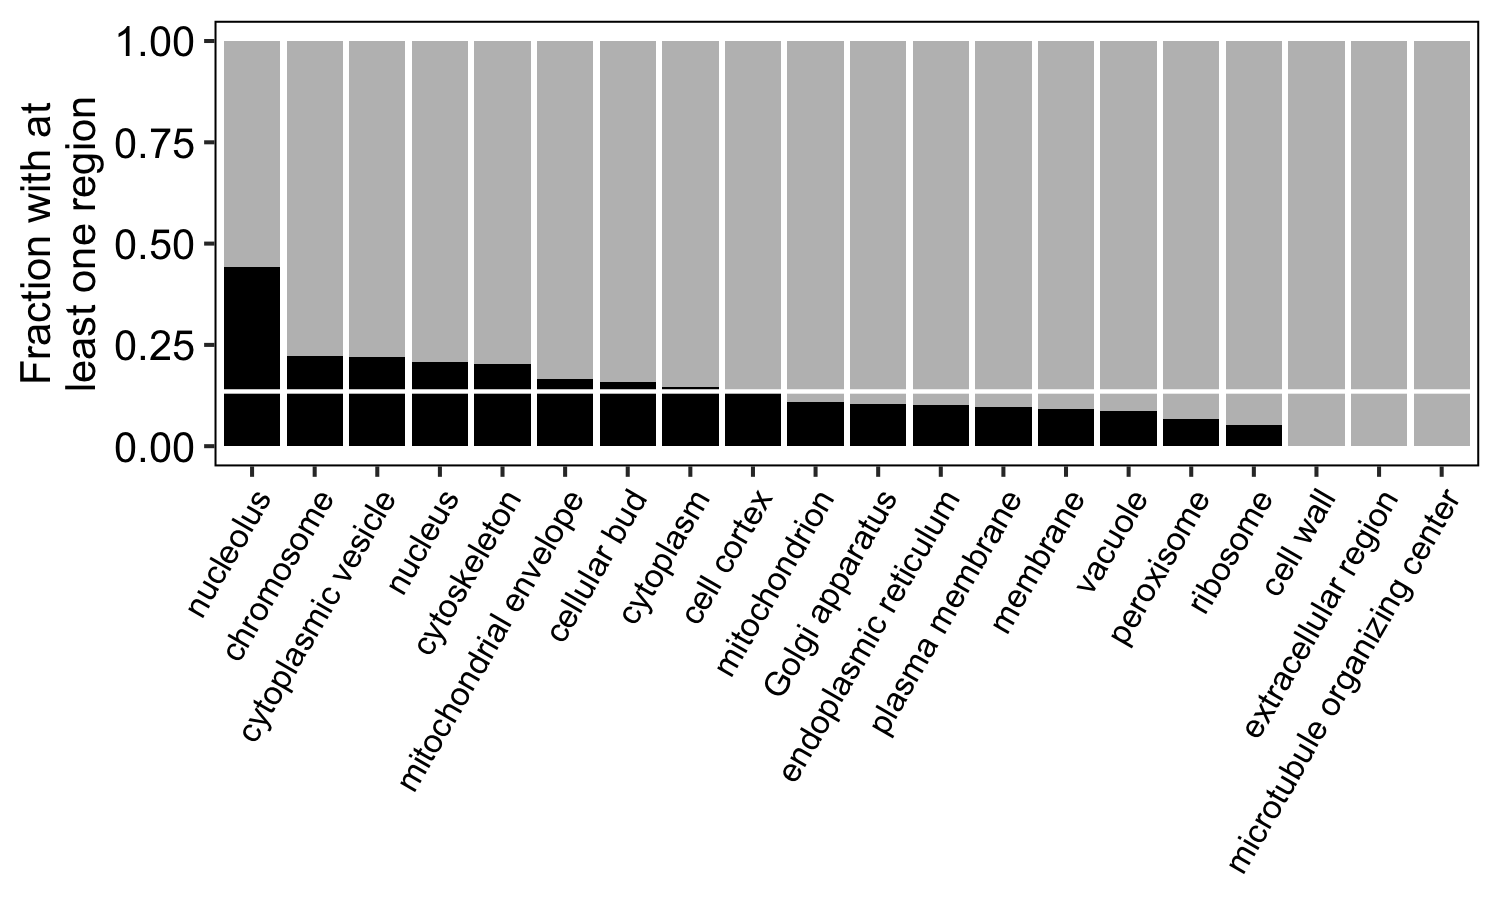 Fraction with at
least one region
1.00
0.75
0.50
0.25
0.00
nucleolus
chromosome
cytoplasmic vesicle
nucleus
cytoskeleton
mitochondrial envelope
cellular bud
cytoplasm
cell cortex
mitochondrion
Golgi apparatus
endoplasmic reticulum
plasma membrane
membrane
vacuole
peroxisome
ribosome
cell wall
extracellular region
microtubule organizing center